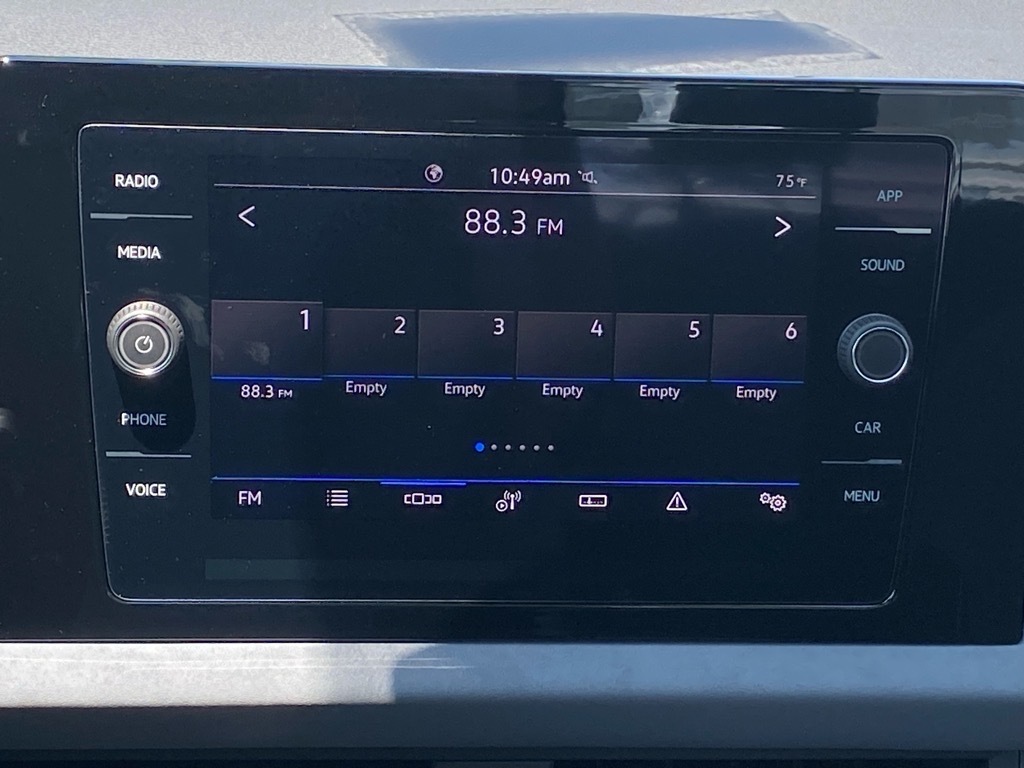 RADIO
MEDIA
PHONE
VOICE
10:49am
75°F
88.3 FM
1
2
3
4
5
6
88.3 FM
Empty
Empty
Empty
Empty
Empty
FM
APP
SOUND
CAR
MENU